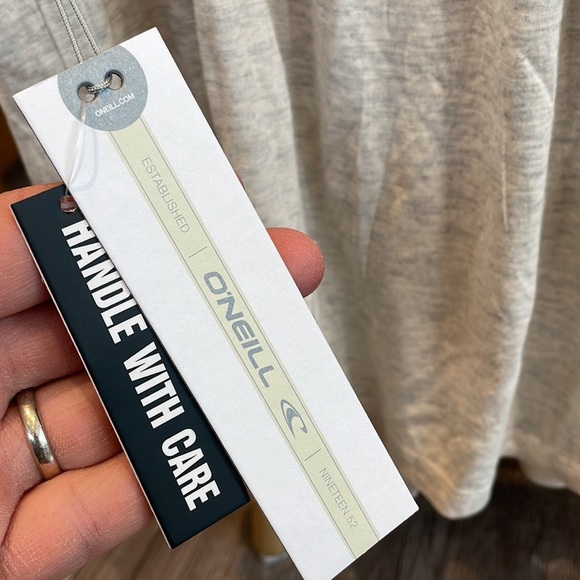 ONEILL.COM
ESTABLISHED | O'NEILL | NINETEEN 52
HANDLE WITH CARE